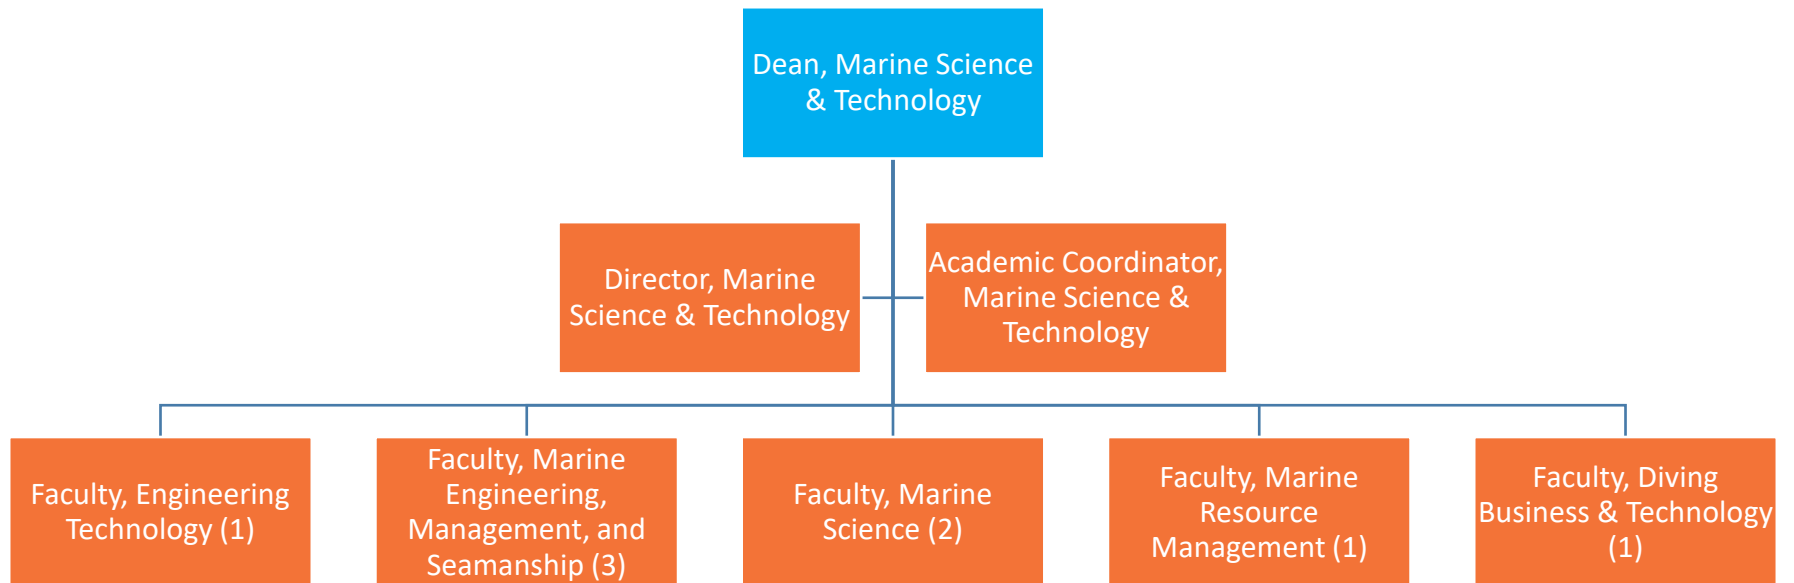 Dean, Marine Science
& Technology
Director, Marine
Science & Technology
Academic Coordinator,
Marine Science &
Technology
Faculty, Engineering
Technology (1)
Faculty, Marine
Engineering,
Management, and
Seamanship (3)
Faculty, Marine
Science (2)
Faculty, Marine
Resource
Management (1)
Faculty, Diving
Business & Technology
(1)